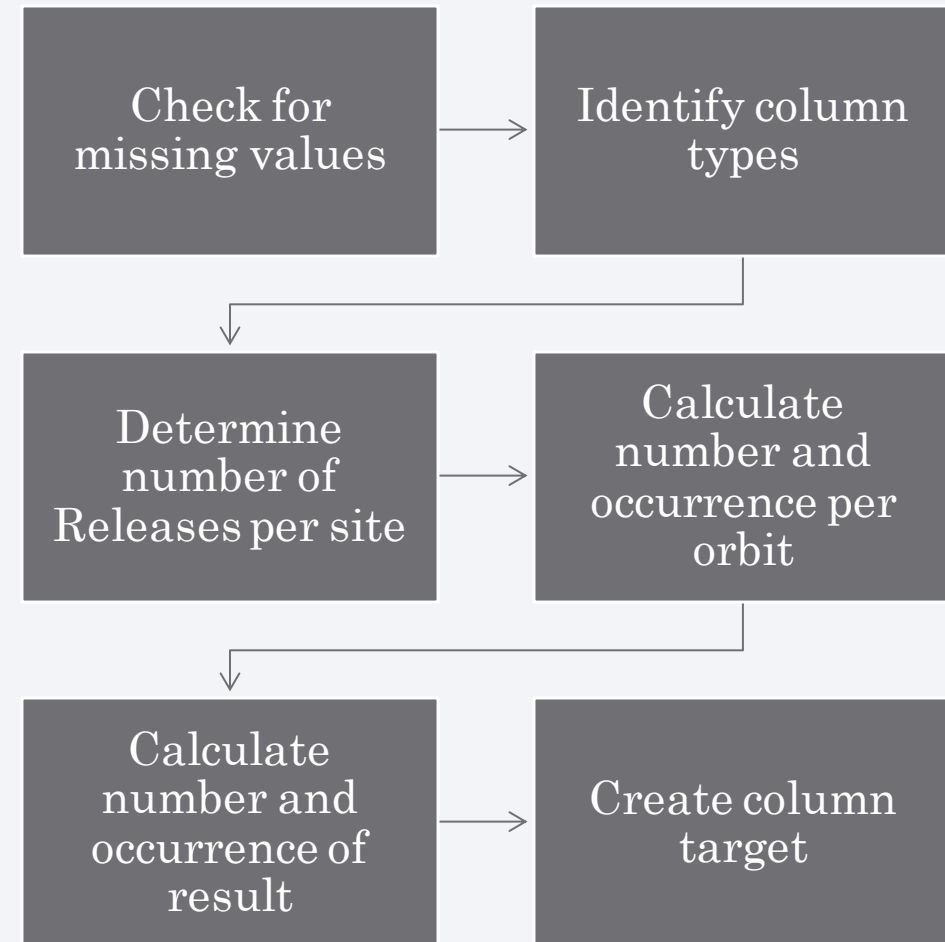 Check for
missing values
Identify column
types
Determine
number of
Releases per site
Calculate
number and
occurrence per
orbit
Calculate
number and
occurrence of
result
Create column
target